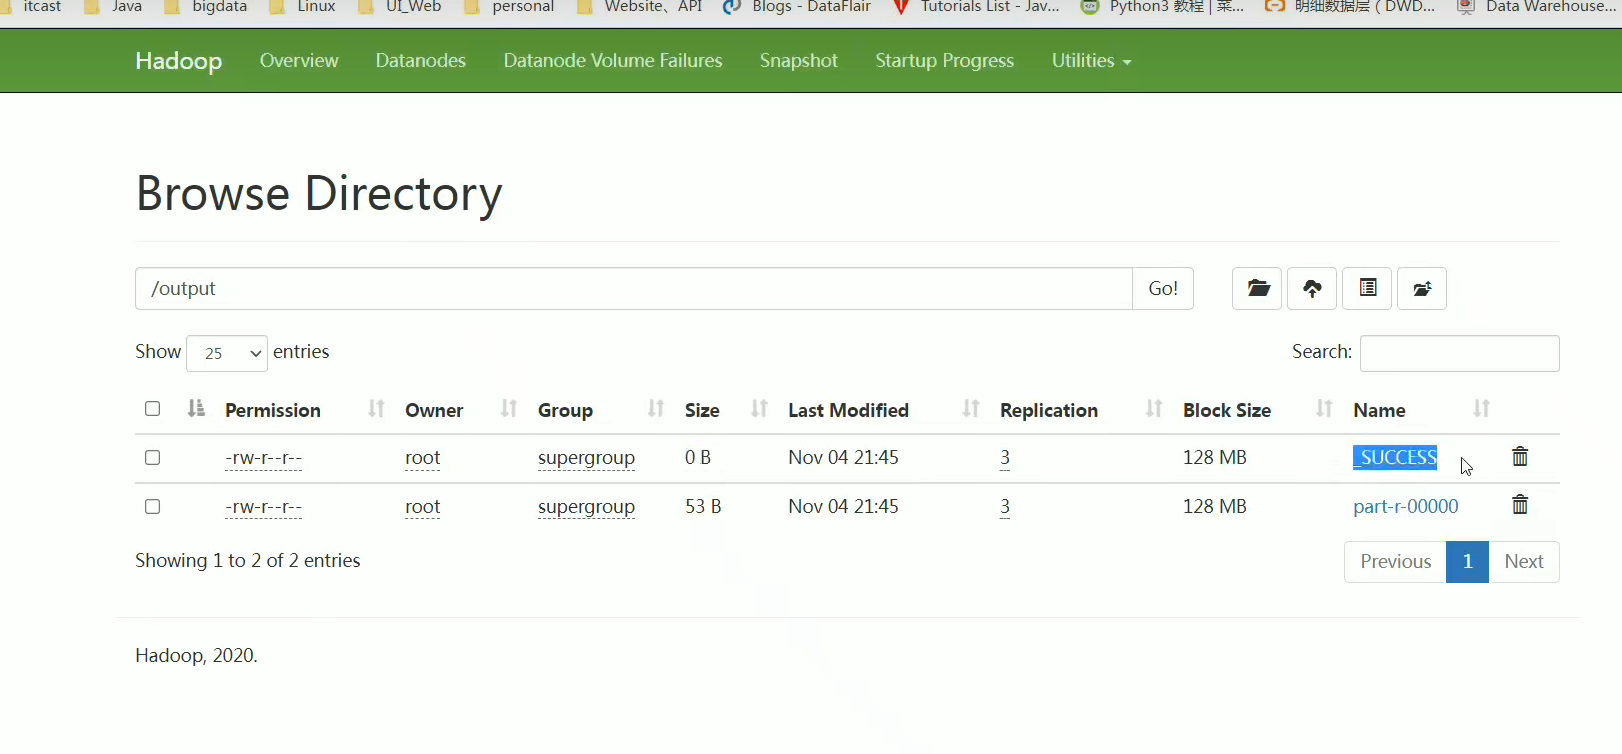 itcast Java bigdata Linux UI_Web personal Website、API Blogs - DataFlair Tutorials List - Jav... Python3 教程 | 菜... 明细数据层 ( DWD... Data Warehouse...
Hadoop Overview Datanodes Datanode Volume Failures Snapshot Startup Progress Utilities
Browse Directory
/output Go!
Show 25 entries Search:
Permission Owner Group Size Last Modified Replication Block Size Name
-rw-r--r-- root supergroup 0 B Nov 04 21:45 3 128 MB _SUCCESS
-rw-r--r-- root supergroup 53 B Nov 04 21:45 3 128 MB part-r-00000
Showing 1 to 2 of 2 entries Previous 1 Next
Hadoop, 2020.